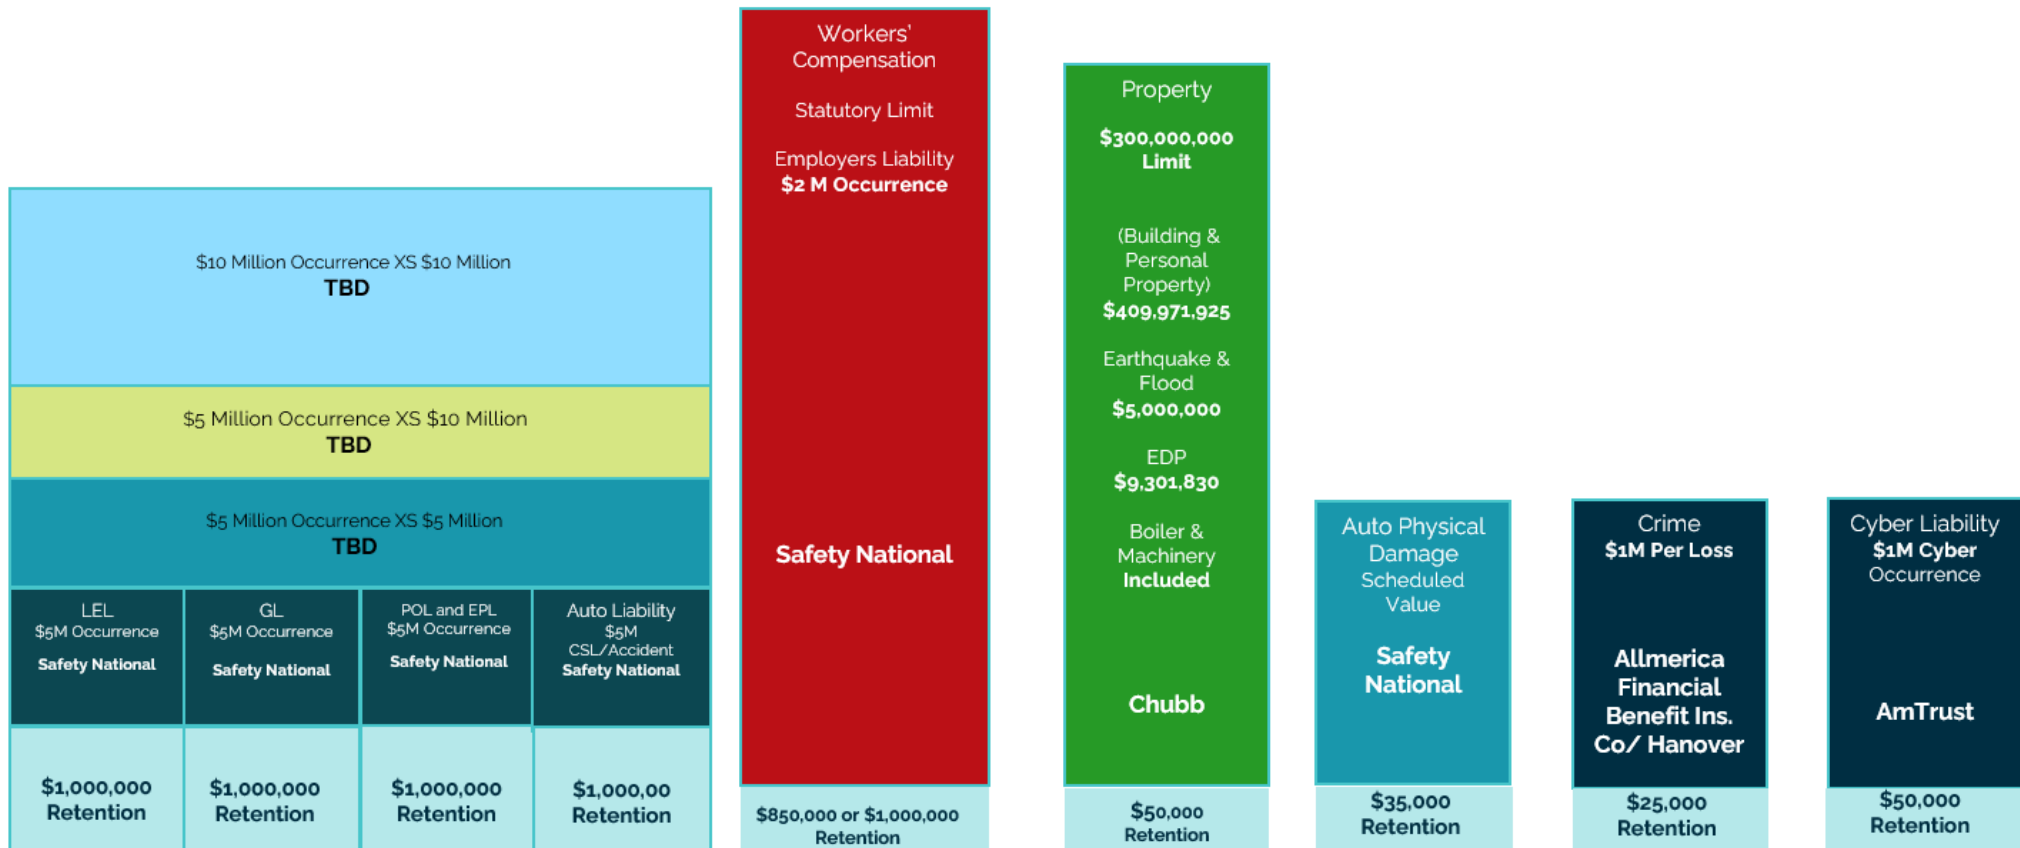 $10 Million Occurrence XS $10 Million
TBD
$5 Million Occurrence XS $10 Million
TBD
$5 Million Occurrence XS $5 Million
TBD
LEL
$5M Occurrence
Safety National
GL
$5M Occurrence
Safety National
POL and EPL
$5M Occurrence
Safety National
Auto Liability
$5M
CSL/Accident
Safety National
$1,000,000
Retention
$1,000,000
Retention
$1,000,000
Retention
$1,000,00
Retention
Workers'
Compensation
Statutory Limit
Employers Liability
$2 M Occurrence
Safety National
$850,000 or $1,000,000
Retention
Property
$300,000,000
Limit
(Building &
Personal
Property)
$409,971,925
Earthquake &
Flood
$5,000,000
EDP
$9,301,830
Boiler &
Machinery
Included
Chubb
$50,000
Retention
Auto Physical
Damage
Scheduled
Value
Safety
National
$35,000
Retention
Crime
$1M Per Loss
Allmerica
Financial
Benefit Ins.
Co/ Hanover
$25,000
Retention
Cyber Liability
$1M Cyber
Occurrence
AmTrust
$50,000
Retention